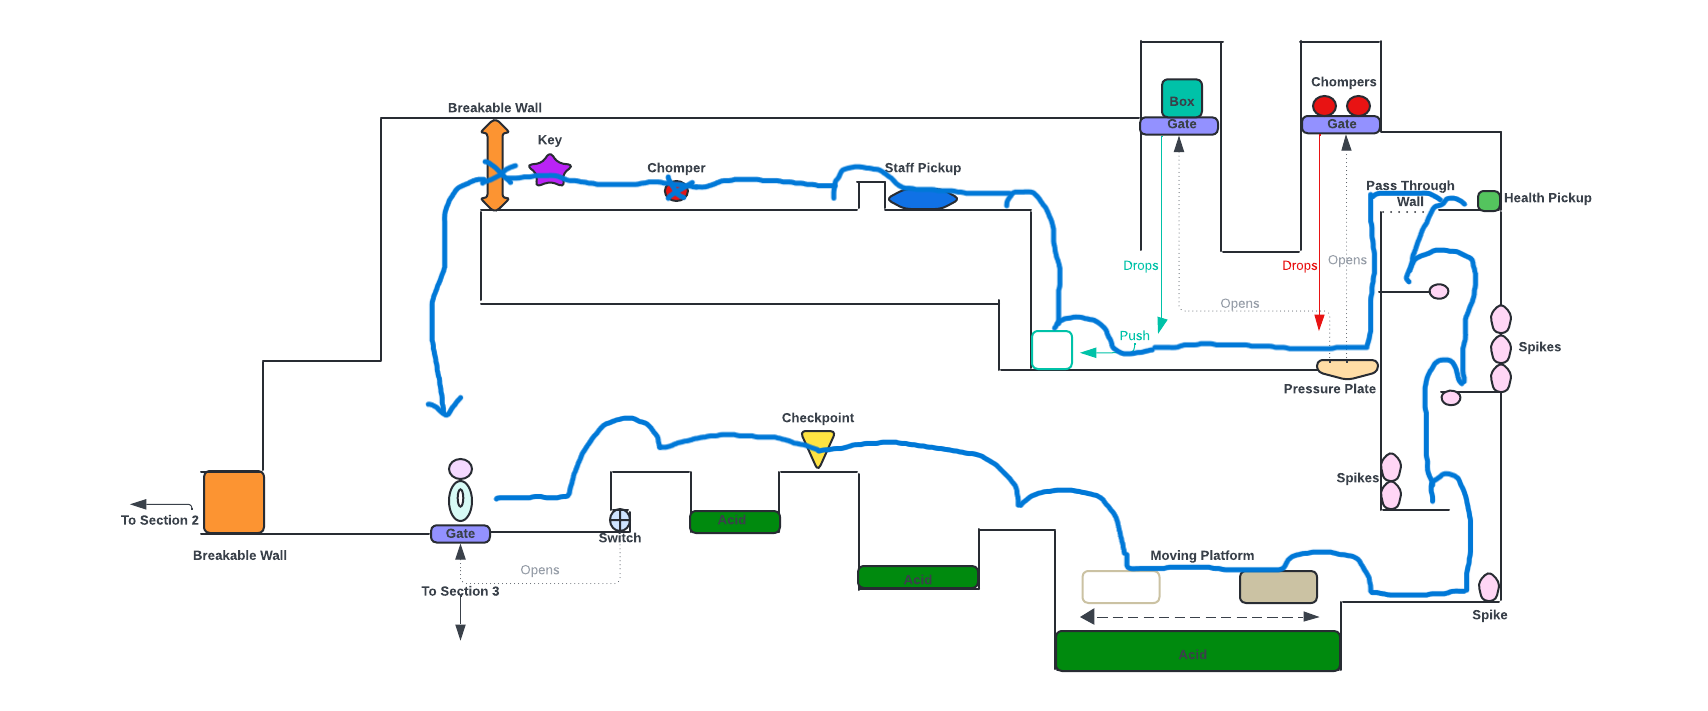 Chompers
Box
Breakable Wall
Gate
Gate
Key
Chomper
Staff Pickup
Pass Through
Wall
Health Pickup
Drops
Drops
Opens
Opens
Push
Spikes
Pressure Plate
Checkpoint
Spikes
To Section 2
Acid
Gate
Switch
Breakable Wall
Moving Platform
Opens
Acid
To Section 3
Spike
Acid